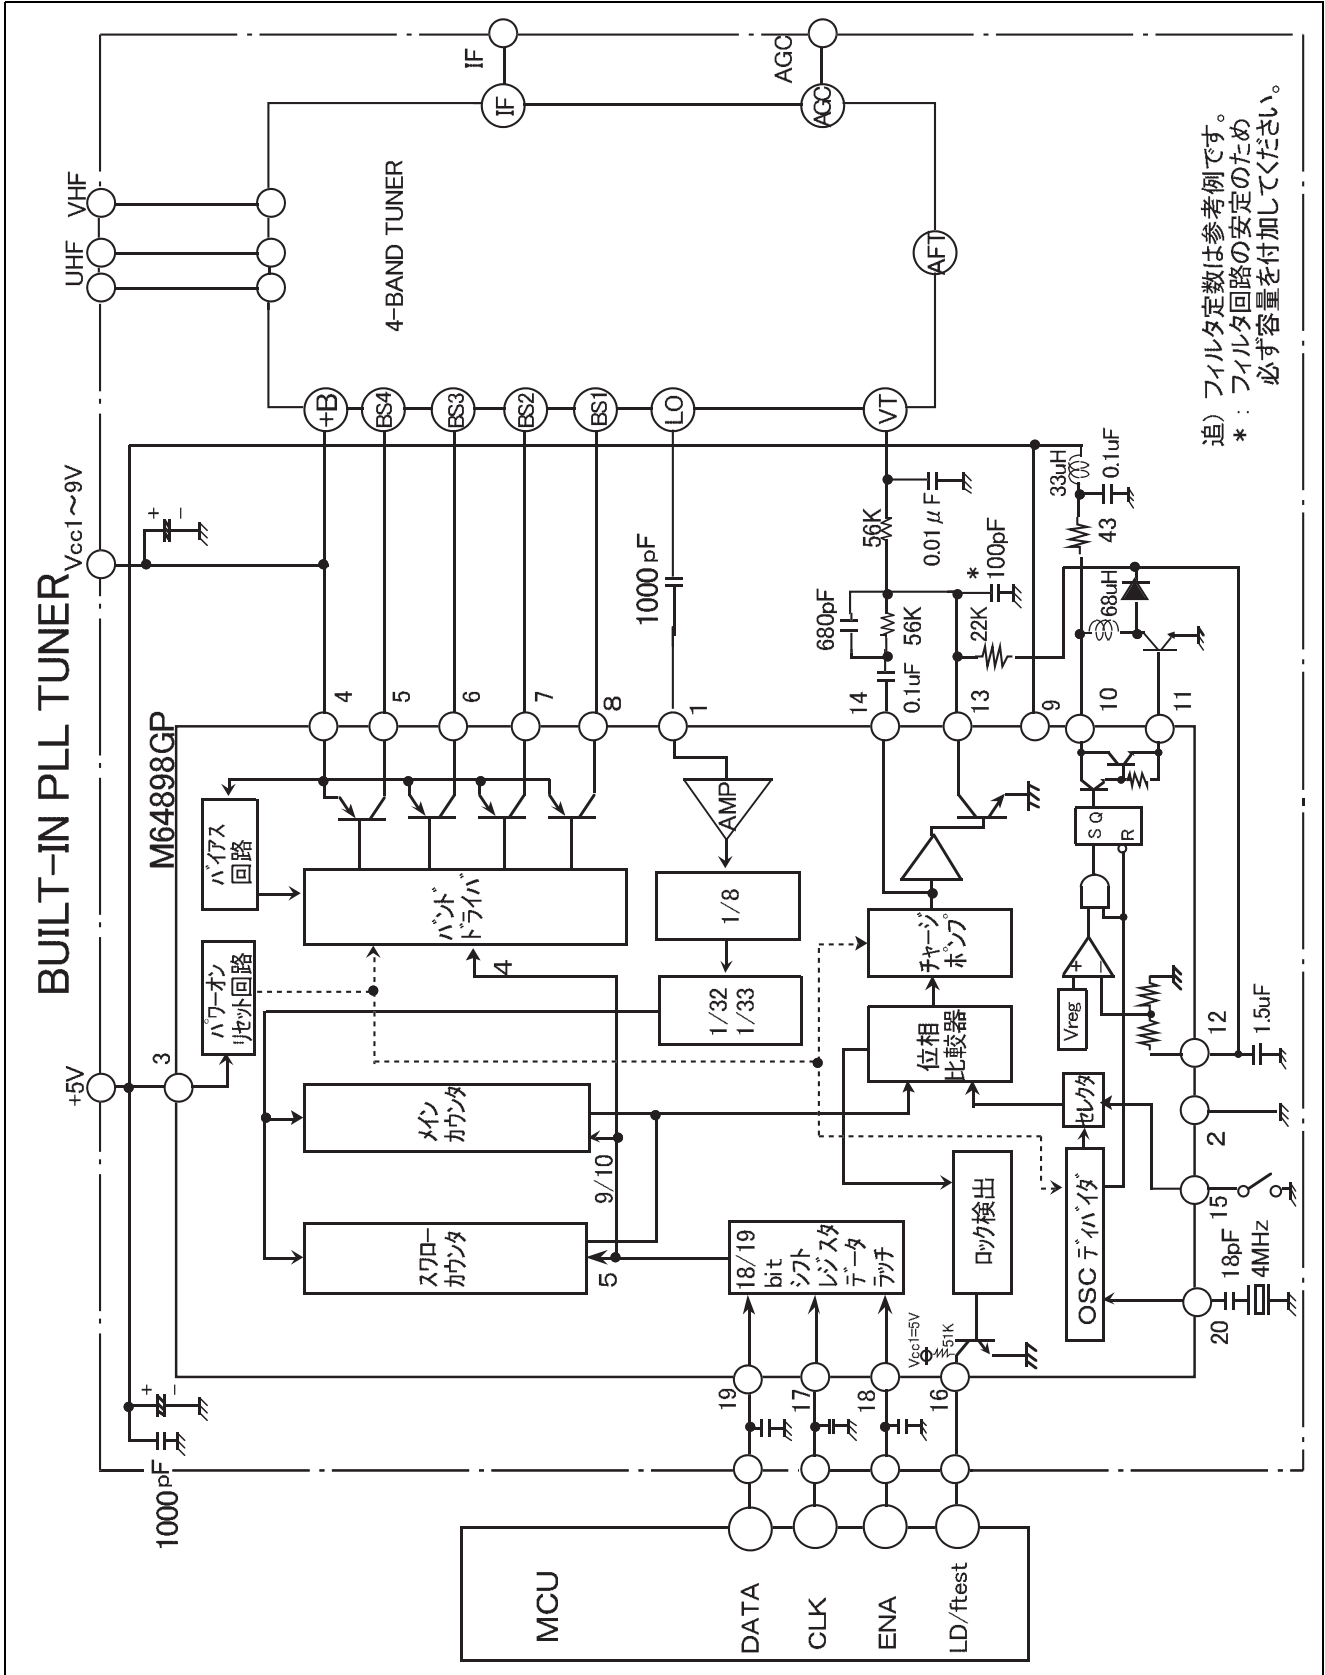 BUILT-IN PLL TUNER
1000pF
+5V
Vcc1~9V
UHF
VHF
+
−
+
−
M64898GP
3
パワーオン
リセット回路
バイアス
回路
4
5
6
7
8
1
+B
BS4
BS3
BS2
BS1
LO
VT
IF
IF
AGC
AGC
AFT
4-BAND TUNER
バンド
ドライバ
4
AMP
1/8
1/32
1/33
1000pF
メイン
カウンタ
9/10
スワロー
カウンタ
5
18/19
bit
シフト
レジスタ
データ
ラッチ
位相
比較器
チャージ
ポンプ
14
13
9
10
11
680pF
0.1uF
56K
56K
0.01μF
*
100pF
22K
33uH
0.1uF
43
68uH
ロック検出
Vcc1=5V
51K
OSC ディバイダ
セレクタ
Vreg
+
−
S Q
R
12
1.5uF
2
15
20
18pF
4MHz
19
17
18
16
MCU
DATA
CLK
ENA
LD/ftest
追) フィルタ定数は参考例です。
* : フィルタ回路の安定のため
必ず容量を付加してください。